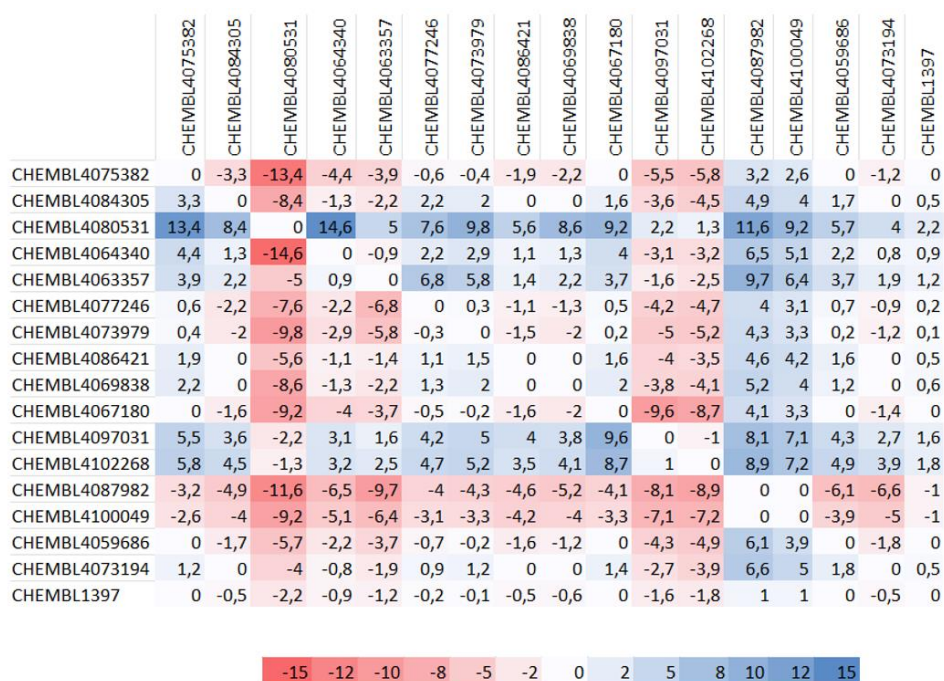 CHEMBL4075382 CHEMBL4084305 CHEMBL4080531 CHEMBL4064340 CHEMBL4063357 CHEMBL4077246 CHEMBL4073979 CHEMBL4086421 CHEMBL4069838 CHEMBL4067180 CHEMBL4097031 CHEMBL4102268 CHEMBL4087982 CHEMBL4100049 CHEMBL4059686 CHEMBL4073194 CHEMBL1397
CHEMBL4075382 0 -3,3 -13,4 -4,4 -3,9 -0,6 -0,4 -1,9 -2,2 0 -5,5 -5,8 3,2 2,6 0 -1,2 0
CHEMBL4084305 3,3 0 -8,4 -1,3 -2,2 2,2 2 0 0 1,6 -3,6 -4,5 4,9 4 1,7 0 0,5
CHEMBL4080531 13,4 8,4 0 14,6 5 7,6 9,8 5,6 8,6 9,2 2,2 1,3 11,6 9,2 5,7 4 2,2
CHEMBL4064340 4,4 1,3 -14,6 0 -0,9 2,2 2,9 1,1 1,3 4 -3,1 -3,2 6,5 5,1 2,2 0,8 0,9
CHEMBL4063357 3,9 2,2 -5 0,9 0 6,8 5,8 1,4 2,2 3,7 -1,6 -2,5 9,7 6,4 3,7 1,9 1,2
CHEMBL4077246 0,6 -2,2 -7,6 -2,2 -6,8 0 0,3 -1,1 -1,3 0,5 -4,2 -4,7 4 3,1 0,7 -0,9 0,2
CHEMBL4073979 0,4 -2 -9,8 -2,9 -5,8 -0,3 0 -1,5 -2 0,2 -5 -5,2 4,3 3,3 0,2 -1,2 0,1
CHEMBL4086421 1,9 0 -5,6 -1,1 -1,4 1,1 1,5 0 0 1,6 -4 -3,5 4,6 4,2 1,6 0 0,5
CHEMBL4069838 2,2 0 -8,6 -1,3 -2,2 1,3 2 0 0 2 -3,8 -4,1 5,2 4 1,2 0 0,6
CHEMBL4067180 0 -1,6 -9,2 -4 -3,7 -0,5 -0,2 -1,6 -2 0 -9,6 -8,7 4,1 3,3 0 -1,4 0
CHEMBL4097031 5,5 3,6 -2,2 3,1 1,6 4,2 5 4 3,8 9,6 0 -1 8,1 7,1 4,3 2,7 1,6
CHEMBL4102268 5,8 4,5 -1,3 3,2 2,5 4,7 5,2 3,5 4,1 8,7 1 0 8,9 7,2 4,9 3,9 1,8
CHEMBL4087982 -3,2 -4,9 -11,6 -6,5 -9,7 -4 -4,3 -4,6 -5,2 -4,1 -8,1 -8,9 0 0 -6,1 -6,6 -1
CHEMBL4100049 -2,6 -4 -9,2 -5,1 -6,4 -3,1 -3,3 -4,2 -4 -3,3 -7,1 -7,2 0 0 -3,9 -5 -1
CHEMBL4059686 0 -1,7 -5,7 -2,2 -3,7 -0,7 -0,2 -1,6 -1,2 0 -4,3 -4,9 6,1 3,9 0 -1,8 0
CHEMBL4073194 1,2 0 -4 -0,8 -1,9 0,9 1,2 0 0 1,4 -2,7 -3,9 6,6 5 1,8 0 0,5
CHEMBL1397 0 -0,5 -2,2 -0,9 -1,2 -0,2 -0,1 -0,5 -0,6 0 -1,6 -1,8 1 1 0 -0,5 0
-15 -12 -10 -8 -5 -2 0 2 5 8 10 12 15